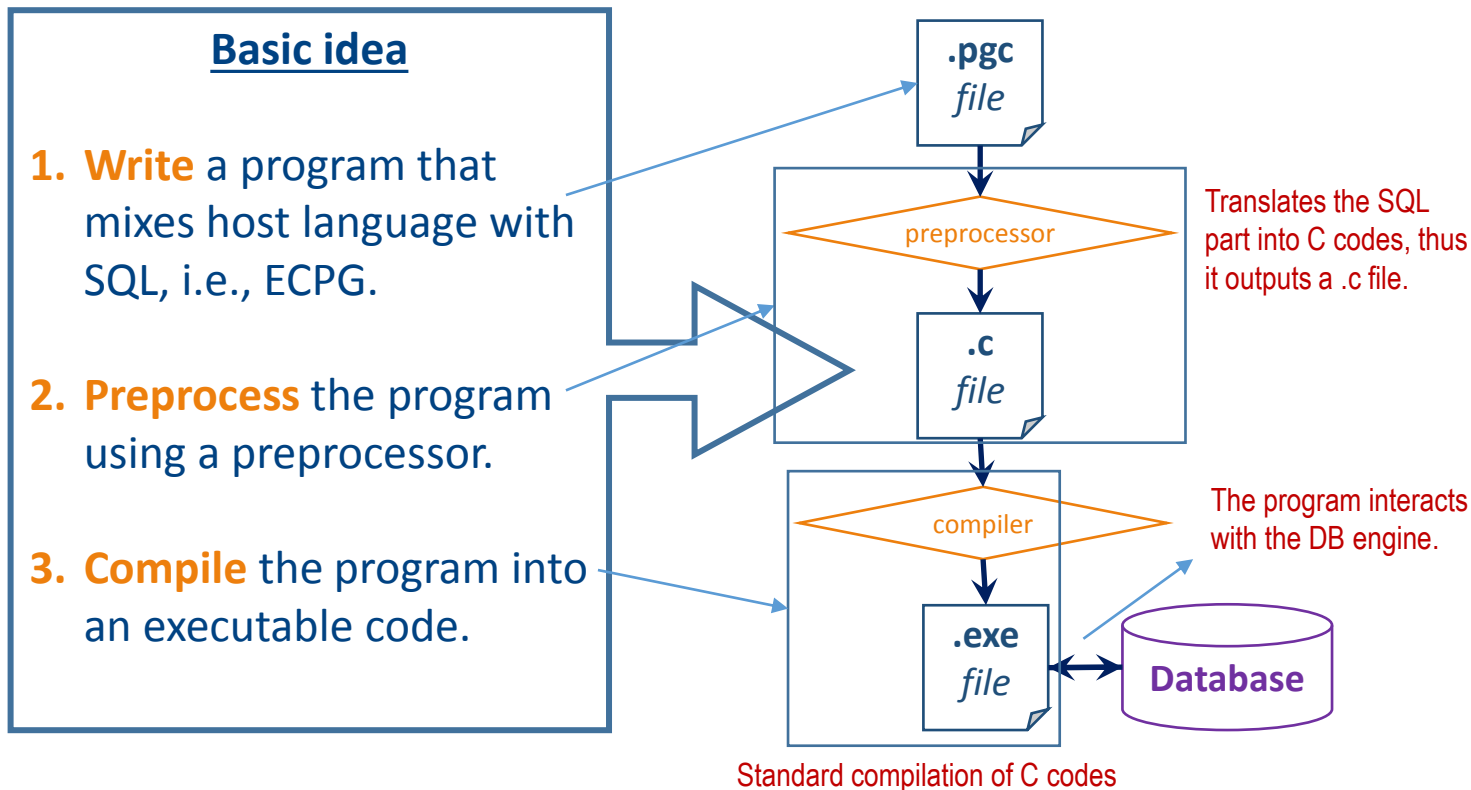 Basic idea
1. Write a program that
mixes host language with
SQL, i.e., ECPG.
2. Preprocess the program
using a preprocessor.
3. Compile the program into
an executable code.
.pgc
file
preprocessor
Translates the SQL
part into C codes, thus
it outputs a .c file.
.c
file
compiler
The program interacts
with the DB engine.
.exe
file
Database
Standard compilation of C codes